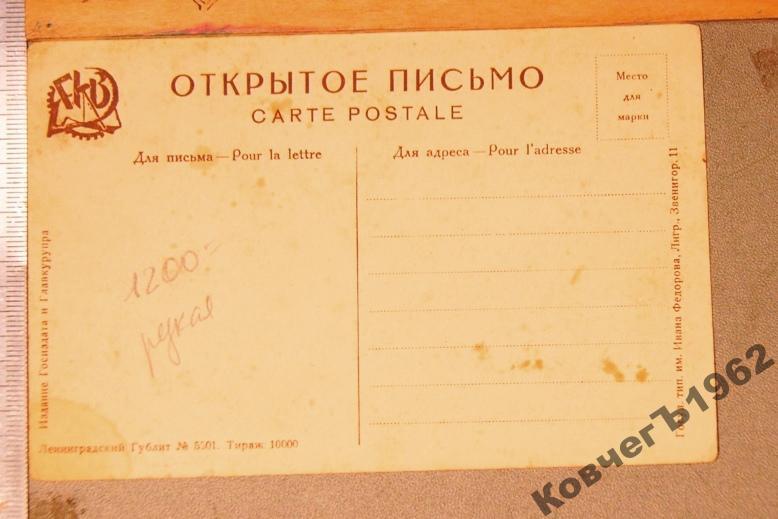 ГКУ
ОТКРЫТОЕ ПИСЬМО
CARTE POSTALE
Место
для
марки
Для письма — Pour la lettre
Для адреса — Pour l'adresse
1200=
редкая
Издание Госиздата и Главкурупра
Ленинградский Гублит № 5501. Тираж 10000
тип. им. Ивана Федорова, Лнгр., Звенигор. 11
КовчегЪ1962